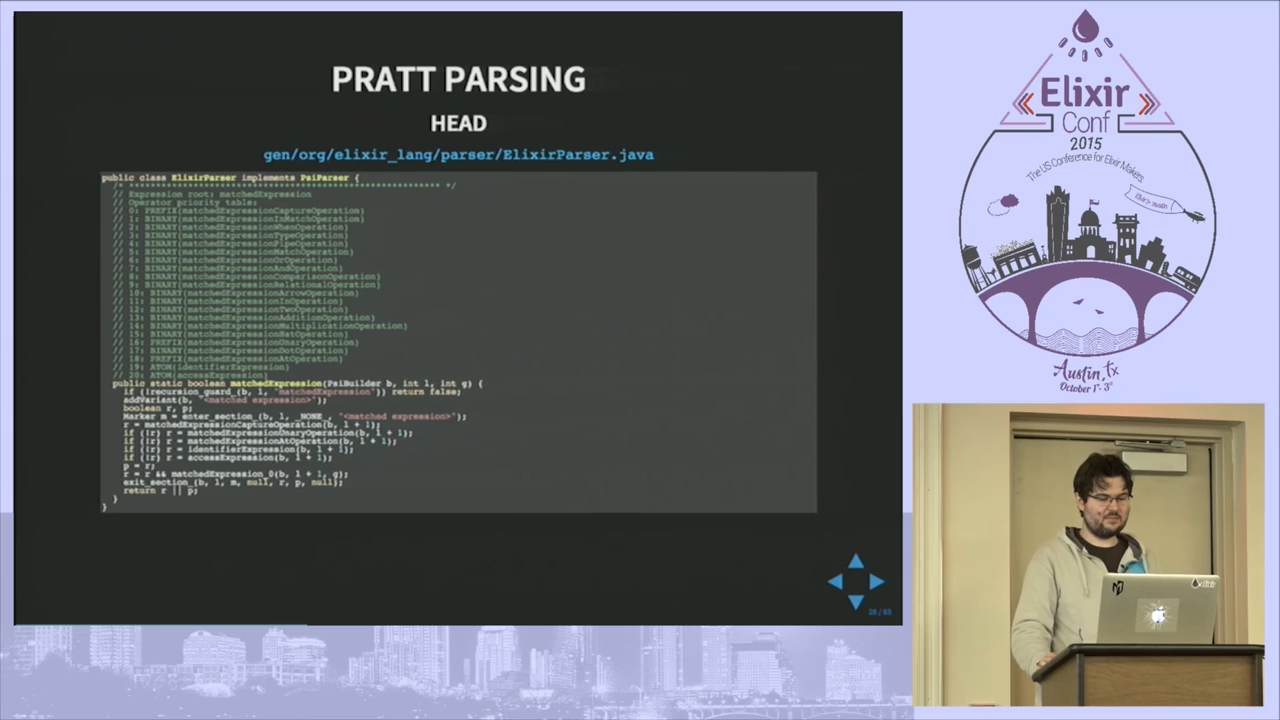 PRATT PARSING
HEAD
gen/org/elixir_lang/parser/ElixirParser.java
public class ElixirParser implements PsiParser {
/* ******************************************************** */
// Expression root: matchedExpression
// Operator priority table:
// 0: PREFIX(matchedExpressionCaptureOperation)
// 1: BINARY(matchedExpressionInMatchOperation)
// 2: BINARY(matchedExpressionWhenOperation)
// 3: BINARY(matchedExpressionTypeOperation)
// 4: BINARY(matchedExpressionPipeOperation)
// 5: BINARY(matchedExpressionMatchOperation)
// 6: BINARY(matchedExpressionOrOperation)
// 7: BINARY(matchedExpressionAndOperation)
// 8: BINARY(matchedExpressionComparisonOperation)
// 9: BINARY(matchedExpressionRelationalOperation)
// 10: BINARY(matchedExpressionArrowOperation)
// 11: BINARY(matchedExpressionInOperation)
// 12: BINARY(matchedExpressionTwoOperation)
// 13: BINARY(matchedExpressionAdditionOperation)
// 14: BINARY(matchedExpressionMultiplicationOperation)
// 15: BINARY(matchedExpressionHatOperation)
// 16: PREFIX(matchedExpressionUnaryOperation)
// 17: BINARY(matchedExpressionDotOperation)
// 18: PREFIX(matchedExpressionAtOperation)
// 19: ATOM(identifierExpression)
// 20: ATOM(accessExpression)
public static boolean matchedExpression(PsiBuilder b, int l, int g) {
if (!recursion_guard_(b, l, "matchedExpression")) return false;
addVariant(b, "<matched expression>");
boolean r, p;
Marker m = enter_section_(b, l, _NONE_, "<matched expression>");
r = matchedExpressionCaptureOperation(b, l + 1);
if (!r) r = matchedExpressionUnaryOperation(b, l + 1);
if (!r) r = matchedExpressionAtOperation(b, l + 1);
if (!r) r = identifierExpression(b, l + 1);
if (!r) r = accessExpression(b, l + 1);
p = r;
r = r && matchedExpression_0(b, l + 1, g);
exit_section_(b, l, m, null, r, p, null);
return r || p;
}
}
Elixir
Conf
2015
The US Conference for Elixir Makers
Austin, Tx
October 1st - 3rd